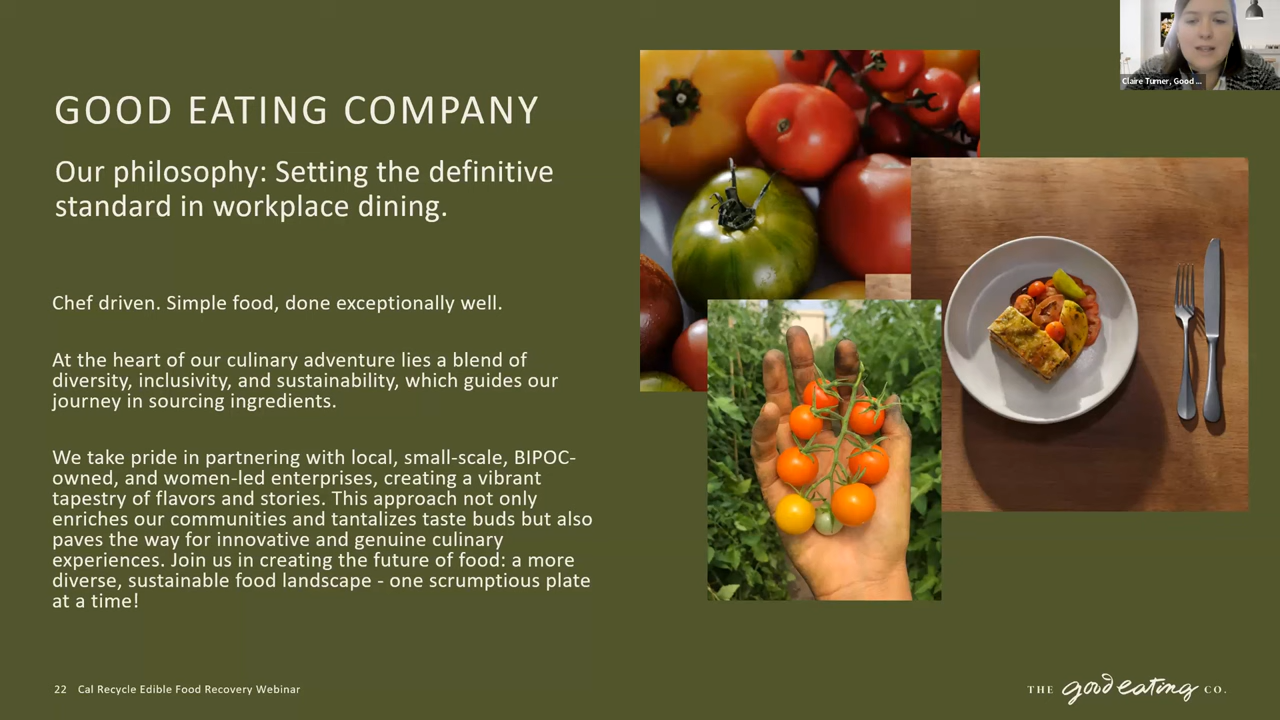 GOOD EATING COMPANY
Our philosophy: Setting the definitive
standard in workplace dining.
Chef driven. Simple food, done exceptionally well.
At the heart of our culinary adventure lies a blend of
diversity, inclusivity, and sustainability, which guides our
journey in sourcing ingredients.
We take pride in partnering with local, small-scale, BIPOC-
owned, and women-led enterprises, creating a vibrant
tapestry of flavors and stories. This approach not only
enriches our communities and tantalizes taste buds but also
paves the way for innovative and genuine culinary
experiences. Join us in creating the future of food: a more
diverse, sustainable food landscape - one scrumptious plate
at a time!
22 Cal Recycle Edible Food Recovery Webinar
THE good eating CO.
Claire Turner, Good ...